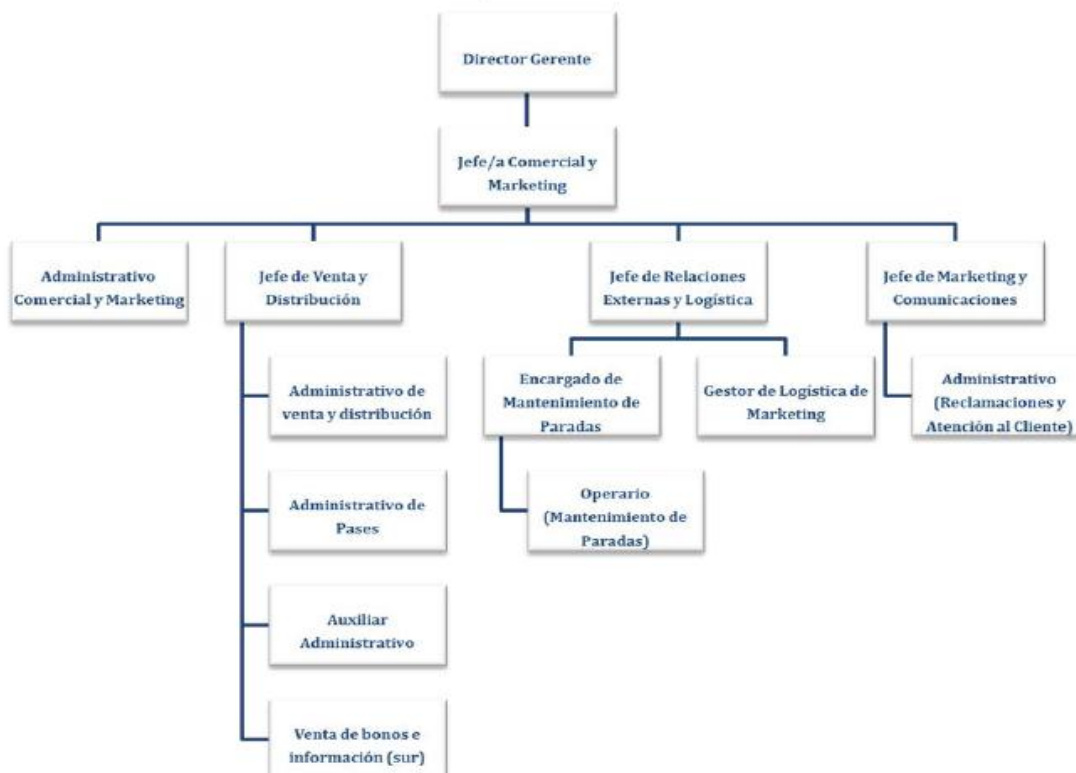 Director Gerente
Jefe/a Comercial y
Marketing
Administrativo
Comercial y Marketing
Jefe de Venta y
Distribución
Jefe de Relaciones
Externas y Logística
Jefe de Marketing y
Comunicaciones
Administrativo de
venta y distribución
Administrativo de
Pases
Auxiliar
Administrativo
Venta de bonos e
información (sur)
Encargado de
Mantenimiento de
Paradas
Operario
(Mantenimiento de
Paradas)
Gestor de Logística de
Marketing
Administrativo
(Reclamaciones y
Atención al Cliente)